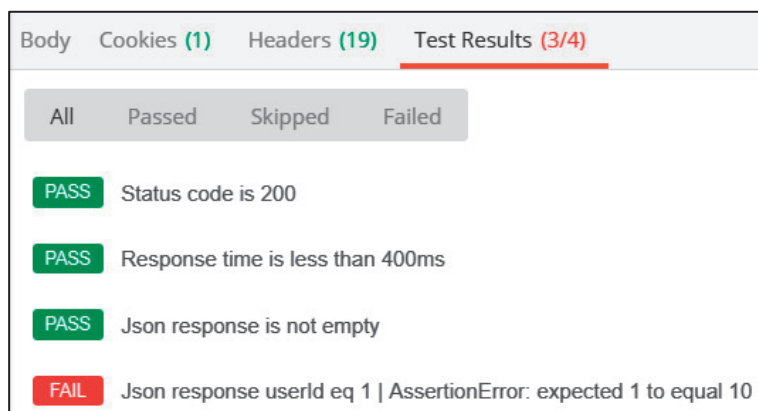 Body Cookies (1) Headers (19) Test Results (3/4)
All Passed Skipped Failed
PASS Status code is 200
PASS Response time is less than 400ms
PASS Json response is not empty
FAIL Json response userId eq 1 | AssertionError: expected 1 to equal 10